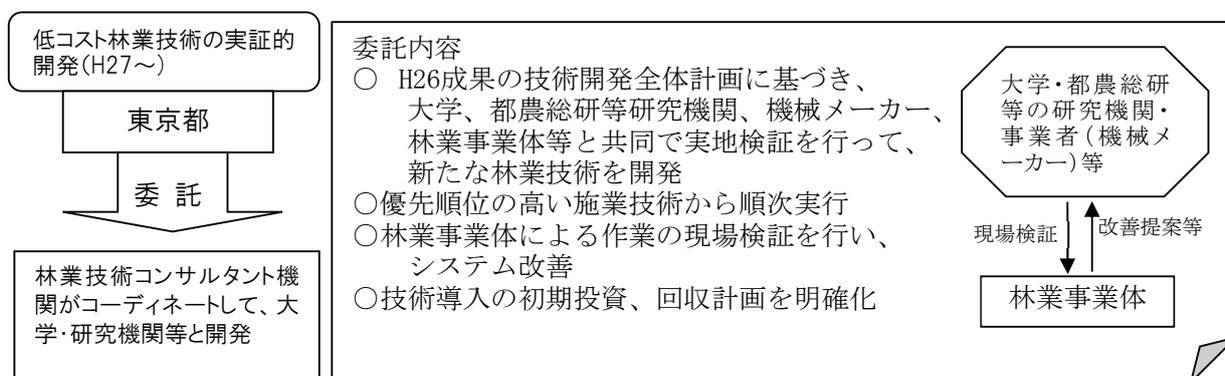 低コスト林業技術の実証的
開発(H27～)
東京都
委 託
林業技術コンサルタント機
関がコーディネートして、大
学・研究機関等と開発
委託内容
○ H26成果の技術開発全体計画に基づき、
大学、都農総研等研究機関、機械メーカー、
林業事業体等と共同で実地検証を行って、
新たな林業技術を開発
○優先順位の高い施業技術から順次実行
○林業事業体による作業の現場検証を行い、
システム改善
○技術導入の初期投資、回収計画を明確化
大学・都農総研
等の研究機関・
事業者(機械メ
ーカー)等
現場検証
改善提案等
林業事業体